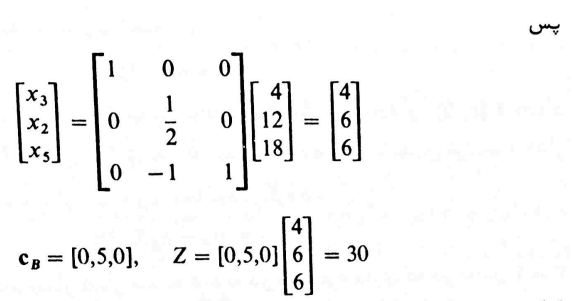 پس
[x₃ x₂ x₅] = [1 0 0; 0 1/2 0; 0 −1 1] [4 12 18] = [4 6 6]
c_B = [0,5,0], Z = [0,5,0] [4 6 6] = 30